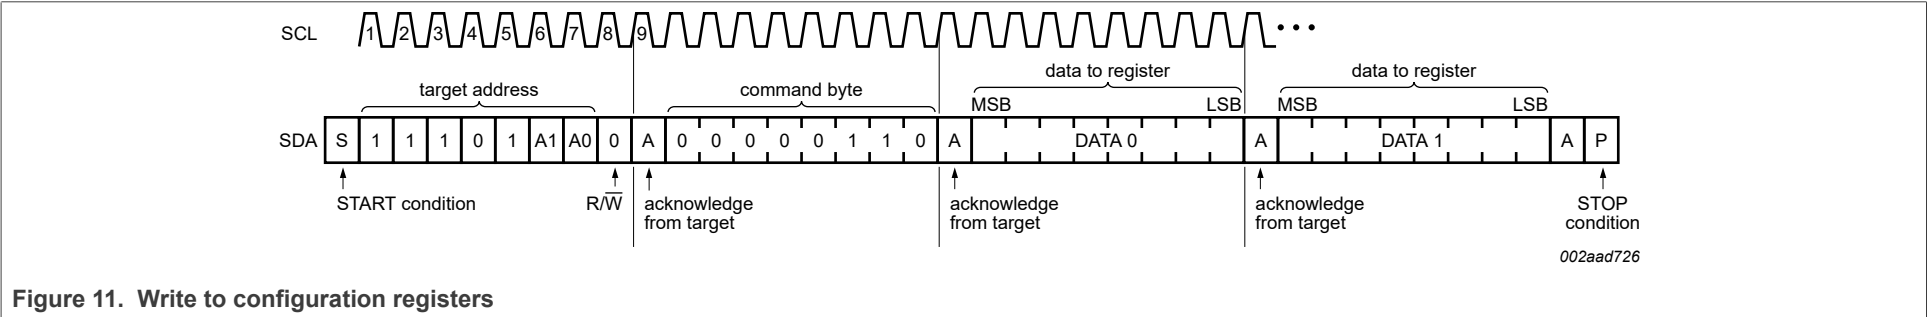 SCL 1 2 3 4 5 6 7 8 9 • • •
data to register data to register
target address command byte
MSB LSB MSB LSB
SDA S 1 1 1 0 1 A1 A0 0 A 0 0 0 0 0 1 1 0 A DATA 0 A DATA 1 A P
START condition R/W̅ acknowledge acknowledge acknowledge STOP
from target from target from target condition
002aad726
Figure 11. Write to configuration registers